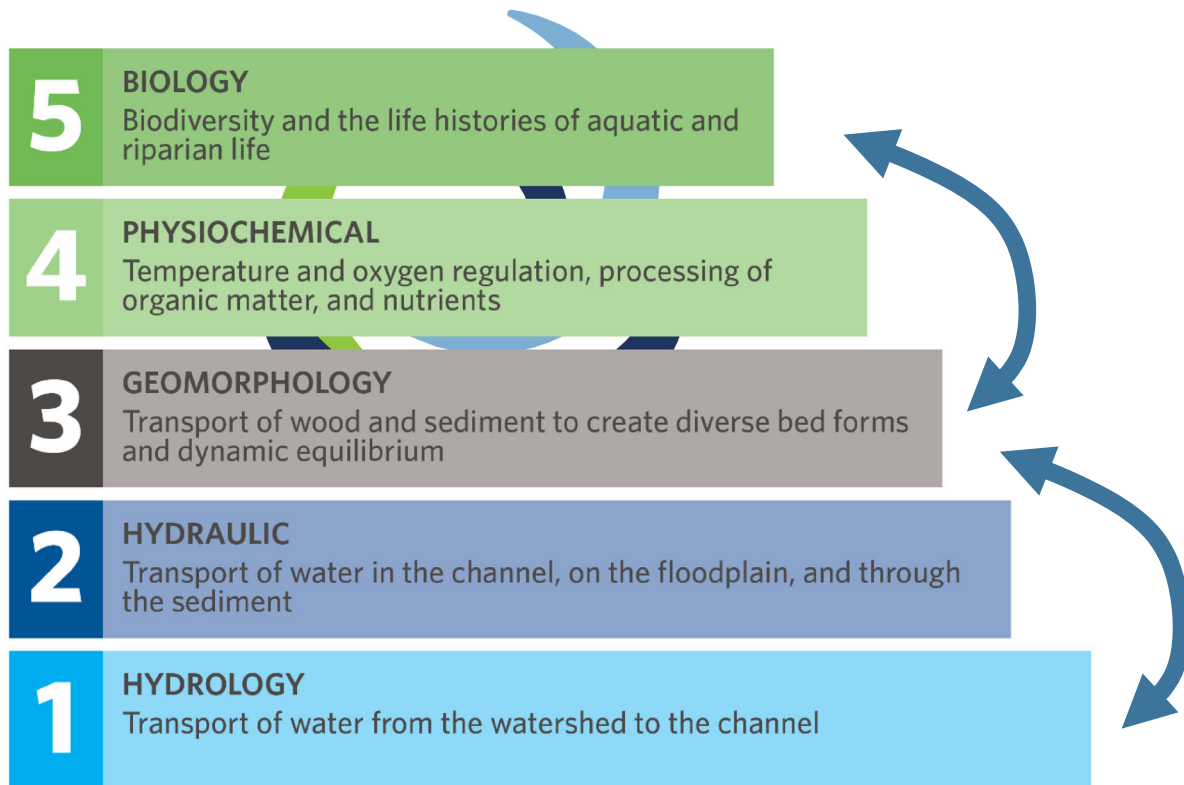 5
BIOLOGY
Biodiversity and the life histories of aquatic and
riparian life
4
PHYSIOCHEMICAL
Temperature and oxygen regulation, processing of
organic matter, and nutrients
3
GEOMORPHOLOGY
Transport of wood and sediment to create diverse bed forms
and dynamic equilibrium
2
HYDRAULIC
Transport of water in the channel, on the floodplain, and through
the sediment
1
HYDROLOGY
Transport of water from the watershed to the channel